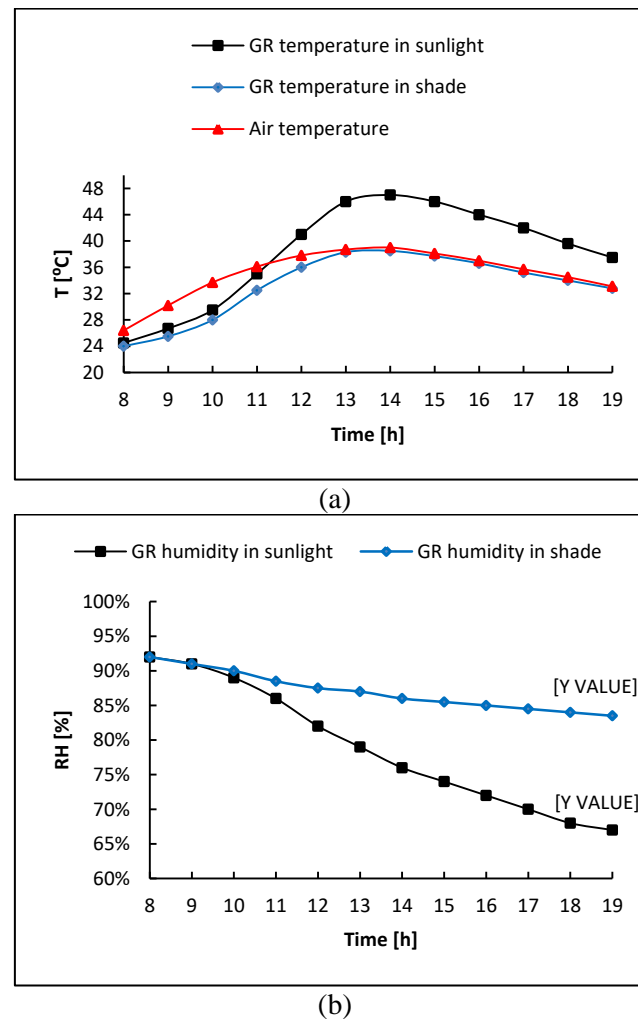 GR temperature in sunlight
GR temperature in shade
Air temperature
T [°C]
48
44
40
36
32
28
24
20
8 9 10 11 12 13 14 15 16 17 18 19
Time [h]
(a)
GR humidity in sunlight GR humidity in shade
RH [%]
100%
95%
90%
85%
80%
75%
70%
65%
60%
[Y VALUE]
[Y VALUE]
8 9 10 11 12 13 14 15 16 17 18 19
Time [h]
(b)